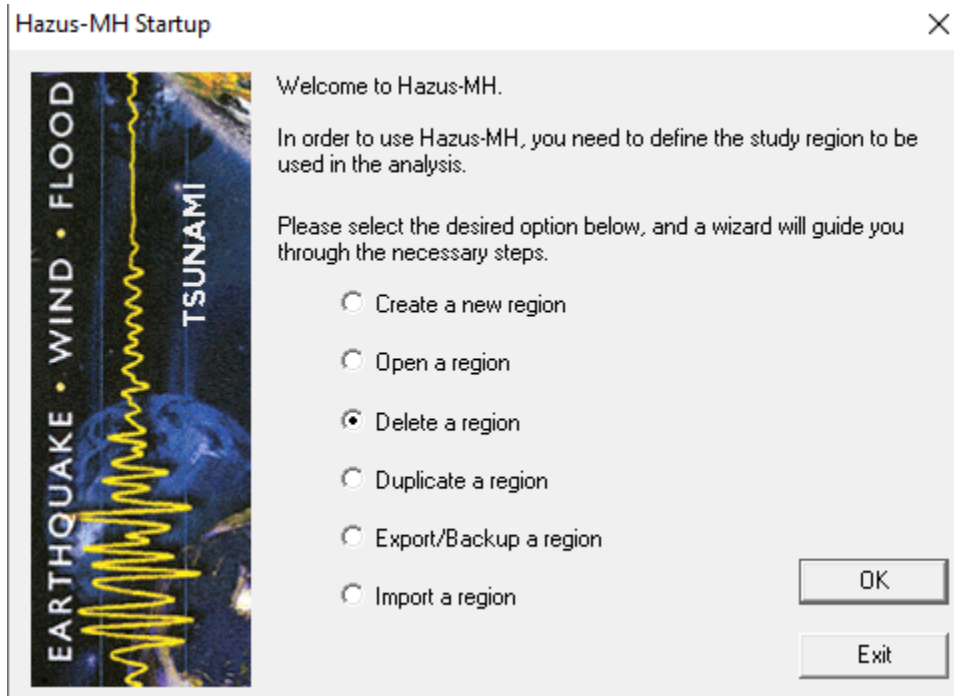 Hazus-MH Startup
EARTHQUAKE • WIND • FLOOD
TSUNAMI
Welcome to Hazus-MH.
In order to use Hazus-MH, you need to define the study region to be
used in the analysis.
Please select the desired option below, and a wizard will guide you
through the necessary steps.
Create a new region
Open a region
Delete a region
Duplicate a region
Export/Backup a region
Import a region
OK
Exit